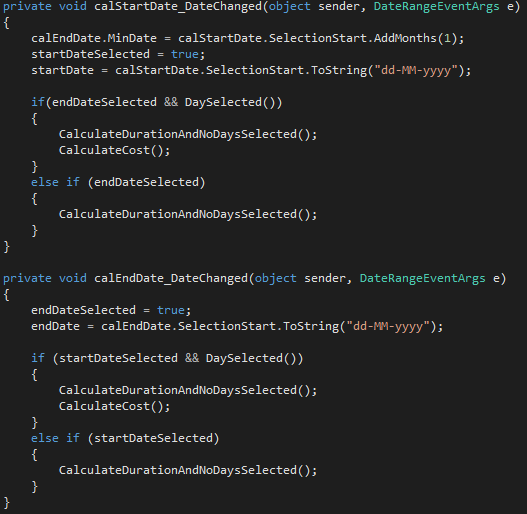 private void calStartDate_DateChanged(object sender, DateRangeEventArgs e)
{
    calEndDate.MinDate = calStartDate.SelectionStart.AddMonths(1);
    startDateSelected = true;
    startDate = calStartDate.SelectionStart.ToString("dd-MM-yyyy");

    if(endDateSelected && DaySelected())
    {
        CalculateDurationAndNoDaysSelected();
        CalculateCost();
    }
    else if (endDateSelected)
    {
        CalculateDurationAndNoDaysSelected();
    }
}

private void calEndDate_DateChanged(object sender, DateRangeEventArgs e)
{
    endDateSelected = true;
    endDate = calEndDate.SelectionStart.ToString("dd-MM-yyyy");

    if (startDateSelected && DaySelected())
    {
        CalculateDurationAndNoDaysSelected();
        CalculateCost();
    }
    else if (startDateSelected)
    {
        CalculateDurationAndNoDaysSelected();
    }
}